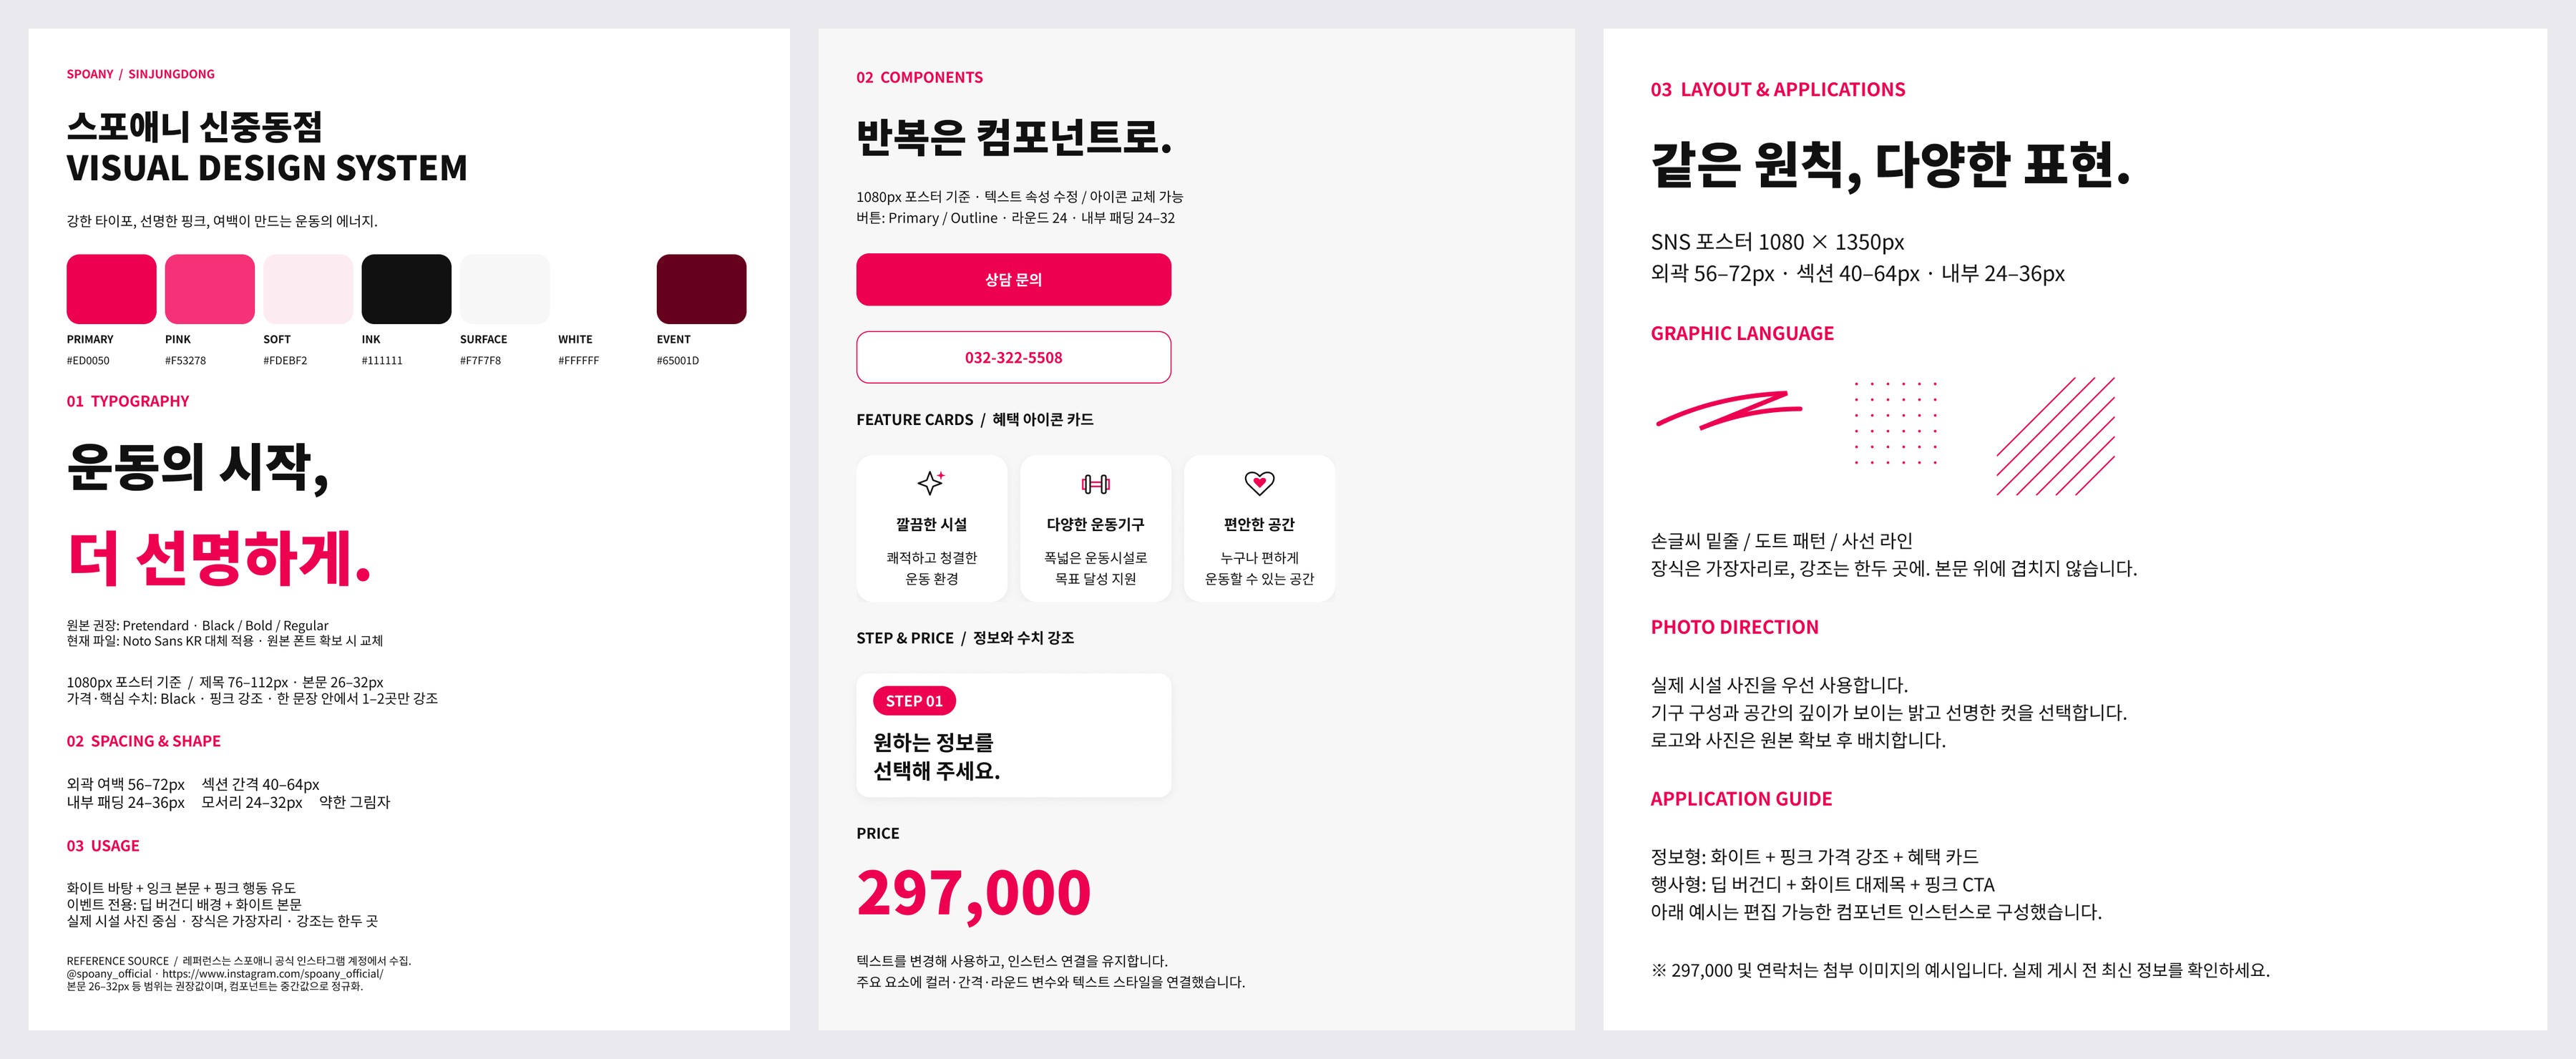 SPOANY / SINJUNGDONG
스포애니 신중동점
VISUAL DESIGN SYSTEM
강한 타이포, 선명한 핑크, 여백이 만드는 운동의 에너지.
PRIMARY
#ED0050
PINK
#F53278
SOFT
#FDEBF2
INK
#111111
SURFACE
#F7F7F8
WHITE
#FFFFFF
EVENT
#65001D
01 TYPOGRAPHY
운동의 시작,
더 선명하게.
원본 권장: Pretendard · Black / Bold / Regular
현재 파일: Noto Sans KR 대체 적용 · 원본 폰트 확보 시 교체
1080px 포스터 기준 / 제목 76–112px · 본문 26–32px
가격·핵심 수치: Black · 핑크 강조 · 한 문장 안에서 1–2곳만 강조
02 SPACING & SHAPE
외곽 여백 56–72px 섹션 간격 40–64px
내부 패딩 24–36px 모서리 24–32px 약한 그림자
03 USAGE
화이트 바탕 + 잉크 본문 + 핑크 행동 유도
이벤트 전용: 딥 버건디 배경 + 화이트 본문
실제 시설 사진 중심 · 장식은 가장자리 · 강조는 한두 곳
REFERENCE SOURCE / 레퍼런스는 스포애니 공식 인스타그램 계정에서 수집.
@spoany_official · https://www.instagram.com/spoany_official/
본문 26–32px 등 범위는 권장값이며, 컴포넌트는 중간값으로 정규화.
02 COMPONENTS
반복은 컴포넌트로.
1080px 포스터 기준 · 텍스트 속성 수정 / 아이콘 교체 가능
버튼: Primary / Outline · 라운드 24 · 내부 패딩 24–32
상담 문의
032-322-5508
FEATURE CARDS / 혜택 아이콘 카드
깔끔한 시설
쾌적하고 청결한
운동 환경
다양한 운동기구
폭넓은 운동시설로
목표 달성 지원
편안한 공간
누구나 편하게
운동할 수 있는 공간
STEP & PRICE / 정보와 수치 강조
STEP 01
원하는 정보를
선택해 주세요.
PRICE
297,000
텍스트를 변경해 사용하고, 인스턴스 연결을 유지합니다.
주요 요소에 컬러·간격·라운드 변수와 텍스트 스타일을 연결했습니다.
03 LAYOUT & APPLICATIONS
같은 원칙, 다양한 표현.
SNS 포스터 1080 × 1350px
외곽 56–72px · 섹션 40–64px · 내부 24–36px
GRAPHIC LANGUAGE
손글씨 밑줄 / 도트 패턴 / 사선 라인
장식은 가장자리로, 강조는 한두 곳에. 본문 위에 겹치지 않습니다.
PHOTO DIRECTION
실제 시설 사진을 우선 사용합니다.
기구 구성과 공간의 깊이가 보이는 밝고 선명한 컷을 선택합니다.
로고와 사진은 원본 확보 후 배치합니다.
APPLICATION GUIDE
정보형: 화이트 + 핑크 가격 강조 + 혜택 카드
행사형: 딥 버건디 + 화이트 대제목 + 핑크 CTA
아래 예시는 편집 가능한 컴포넌트 인스턴스로 구성했습니다.
※ 297,000 및 연락처는 첨부 이미지의 예시입니다. 실제 게시 전 최신 정보를 확인하세요.